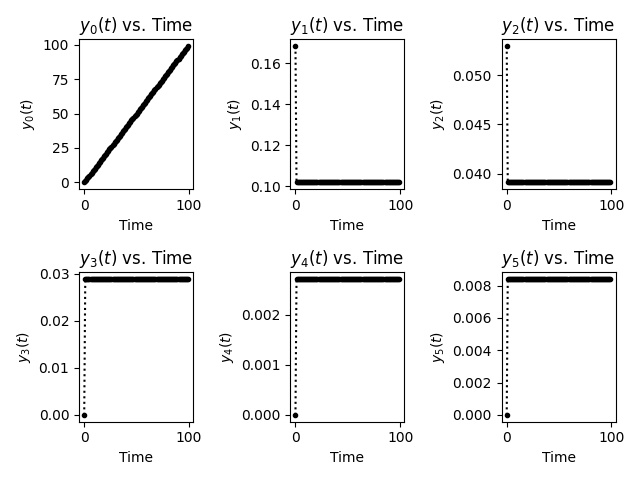 y₀(t) vs. Time
y₁(t) vs. Time
y₂(t) vs. Time
100
75
50
25
0
y₀(t)
0
100
Time
0.16
0.14
0.12
0.10
y₁(t)
0
100
Time
0.050
0.045
0.040
y₂(t)
0
100
Time
y₃(t) vs. Time
y₄(t) vs. Time
y₅(t) vs. Time
0.03
0.02
0.01
0.00
y₃(t)
0
100
Time
0.002
0.001
0.000
y₄(t)
0
100
Time
0.008
0.006
0.004
0.002
0.000
y₅(t)
0
100
Time